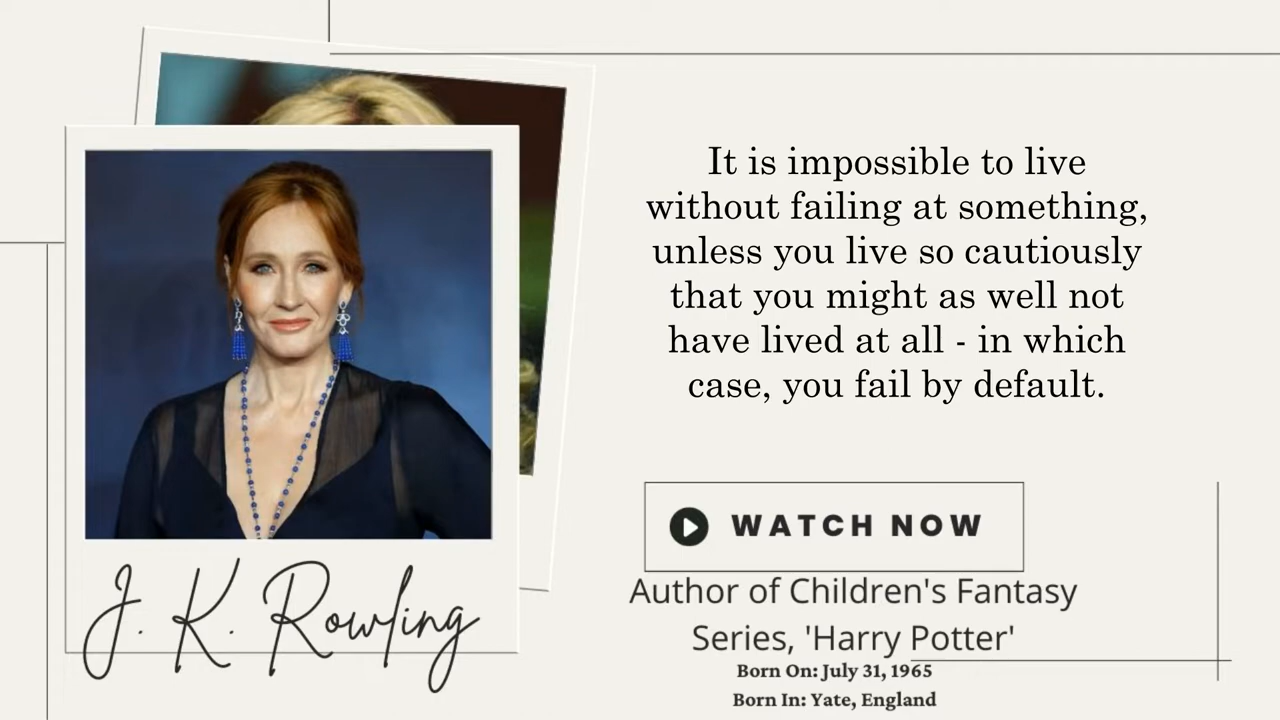 It is impossible to live
without failing at something,
unless you live so cautiously
that you might as well not
have lived at all - in which
case, you fail by default.
WATCH NOW
Author of Children's Fantasy
Series, 'Harry Potter'
Born On: July 31, 1965
Born In: Yate, England
J. K. Rowling